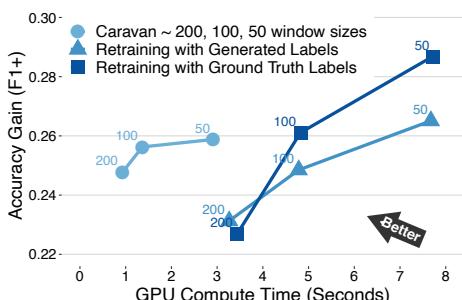 0.30
Caravan ~ 200, 100, 50 window sizes
Retraining with Generated Labels
Retraining with Ground Truth Labels
50
0.28
Accuracy Gain (F1+)
50
100
100
50
0.26
200
100
0.24
200
200
Better
0.22
0 1 2 3 4 5 6 7 8
GPU Compute Time (Seconds)